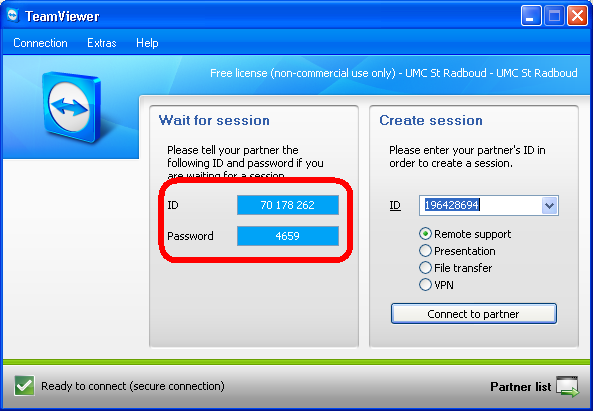 TeamViewer
Connection Extras Help
Free license (non-commercial use only) - UMC St Radboud - UMC St Radboud
Wait for session
Please tell your partner the
following ID and password if you
are waiting for a session.
ID 70 178 262
Password 4659
Create session
Please enter your partner's ID in
order to create a session.
ID 196428694
Remote support
Presentation
File transfer
VPN
Connect to partner
Ready to connect (secure connection)
Partner list